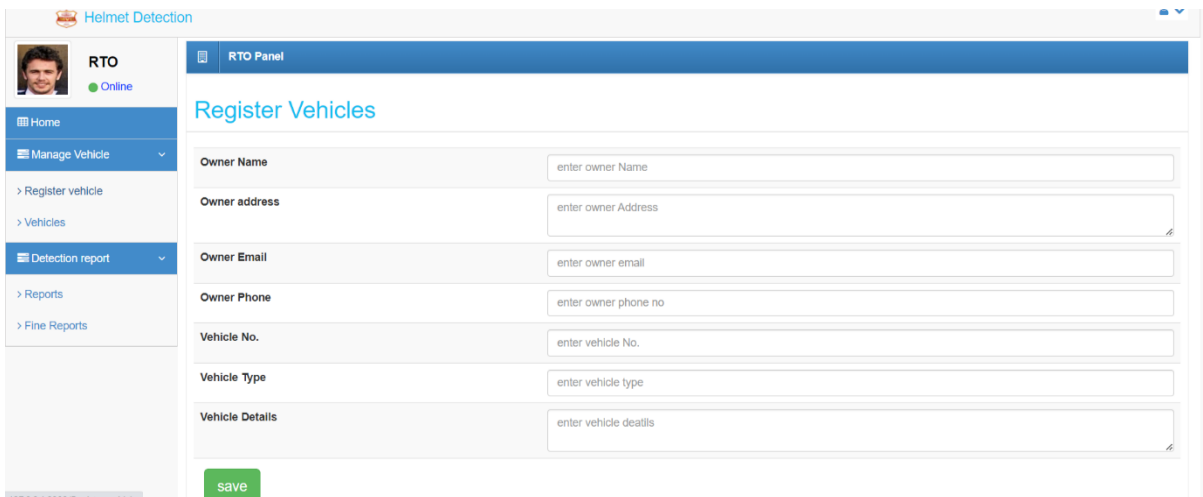 Helmet Detection
RTO
Online
Home
Manage Vehicle
> Register vehicle
> Vehicles
Detection report
> Reports
> Fine Reports
RTO Panel
Register Vehicles
Owner Name
enter owner Name
Owner address
enter owner Address
Owner Email
enter owner email
Owner Phone
enter owner phone no
Vehicle No.
enter vehicle No.
Vehicle Type
enter vehicle type
Vehicle Details
enter vehicle deatils
save